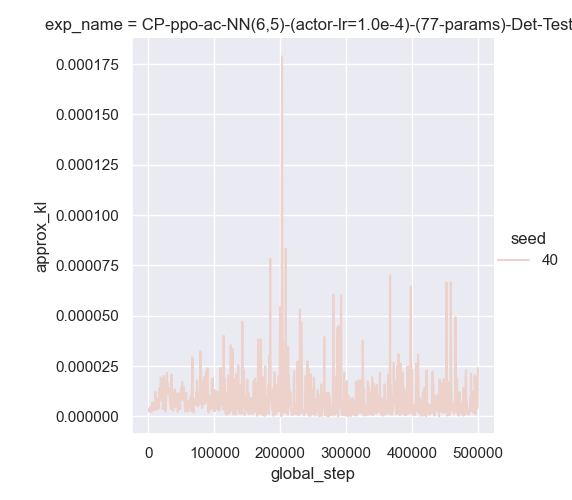 exp_name = CP-ppo-ac-NN(6,5)-(actor-lr=1.0e-4)-(77-params)-Det-Test
approx_kl
0.000175
0.000150
0.000125
0.000100
0.000075
0.000050
0.000025
0.000000
0 100000 200000 300000 400000 500000
global_step
seed
40